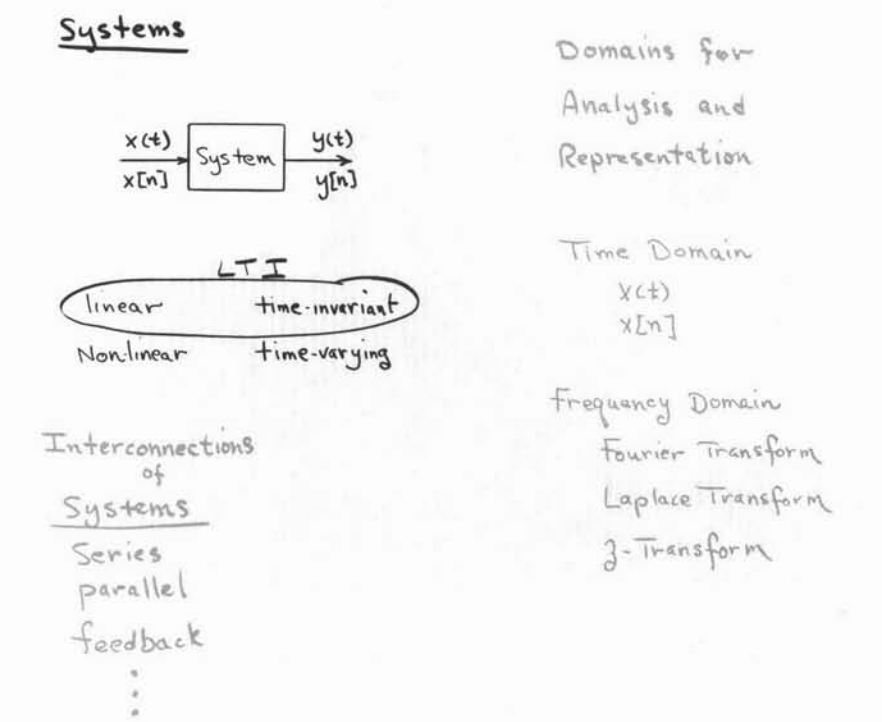 Systems
x(t)
x[n]
System
y(t)
y[n]
LTI
linear time-invariant
Non-linear time-varying
Interconnections
of
Systems
Series
parallel
feedback
Domains for
Analysis and
Representation
Time Domain
x(t)
x[n]
Frequency Domain
Fourier Transform
Laplace Transform
z-Transform